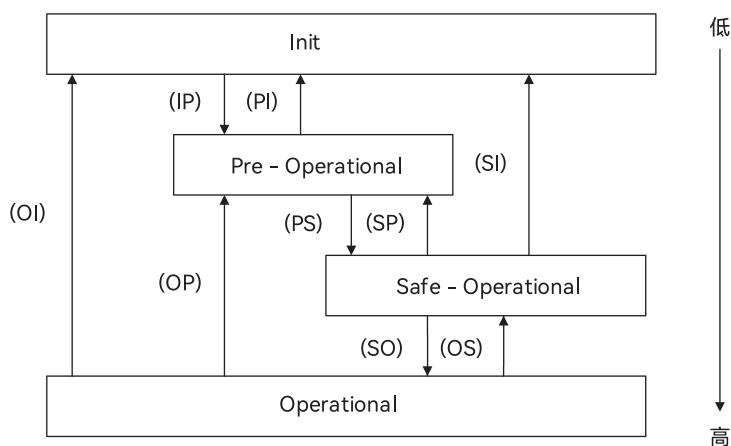 Init
低
(IP)
(PI)
Pre - Operational
(SI)
(OI)
(PS)
(SP)
(OP)
Safe - Operational
(SO)
(OS)
Operational
高